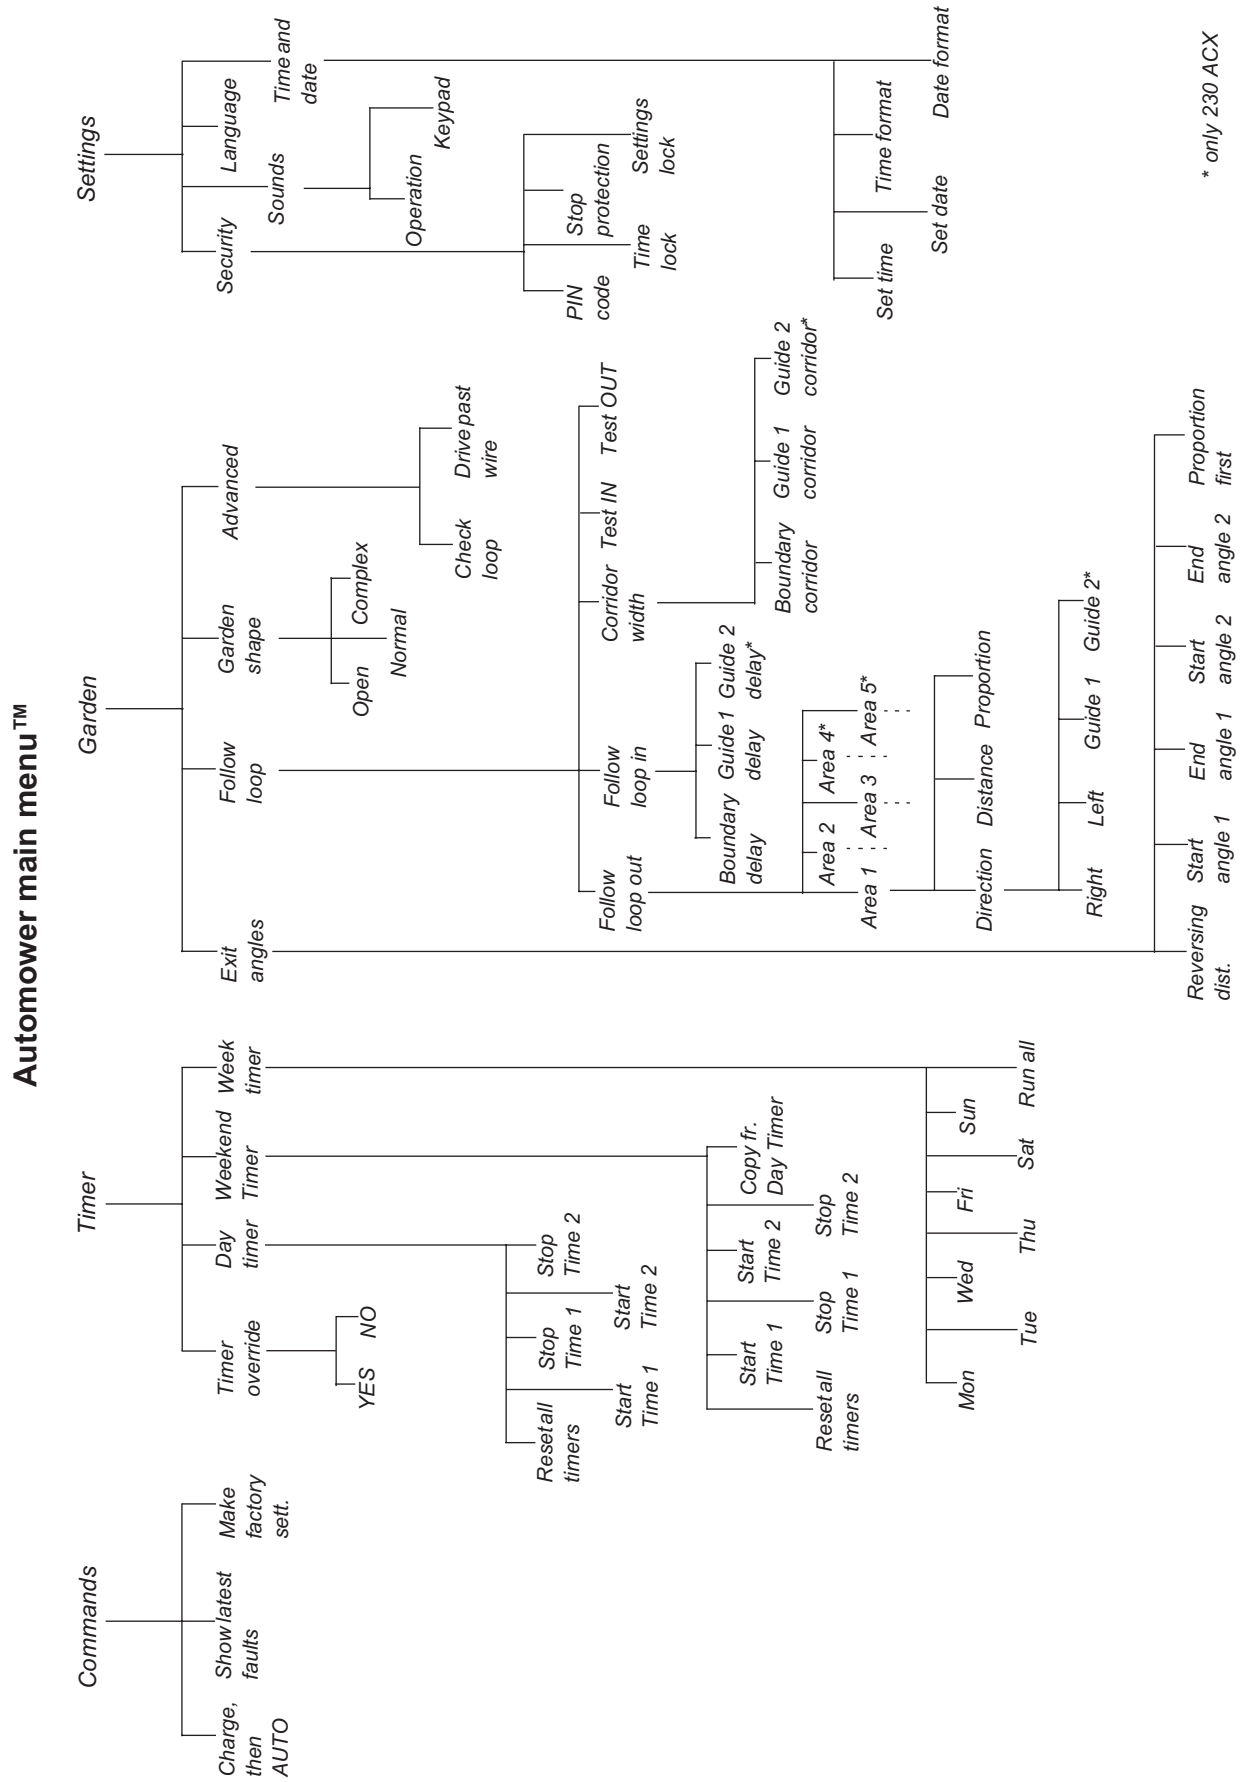 Automower main menu™
Commands
Charge,
then
AUTO
Show latest
faults
Make
factory
sett.
Timer
Timer
override
YES
NO
Day
timer
Reset all
timers
Start
Time 1
Stop
Time 1
Start
Time 2
Stop
Time 2
Weekend
Timer
Reset all
timers
Start
Time 1
Stop
Time 1
Start
Time 2
Stop
Time 2
Copy fr.
Day Timer
Week
timer
Mon
Tue
Wed
Thu
Fri
Sat
Sun
Run all
Garden
Exit
angles
Reversing
dist.
Start
angle 1
End
angle 1
Start
angle 2
End
angle 2
Proportion
first
Follow
loop
Follow
loop out
Area 1
Area 2
Area 3
Area 4*
Area 5*
Direction
Distance
Proportion
Right
Left
Guide 1
Guide 2*
Follow
loop in
Boundary
delay
Guide 1
delay
Guide 2
delay*
Corridor
width
Boundary
corridor
Guide 1
corridor
Guide 2
corridor*
Test IN
Test OUT
Garden
shape
Open
Normal
Complex
Advanced
Check
loop
Drive past
wire
Settings
Security
PIN
code
Time
lock
Stop
protection
Settings
lock
Sounds
Operation
Keypad
Language
Time and
date
Set time
Set date
Time format
Date format
* only 230 ACX